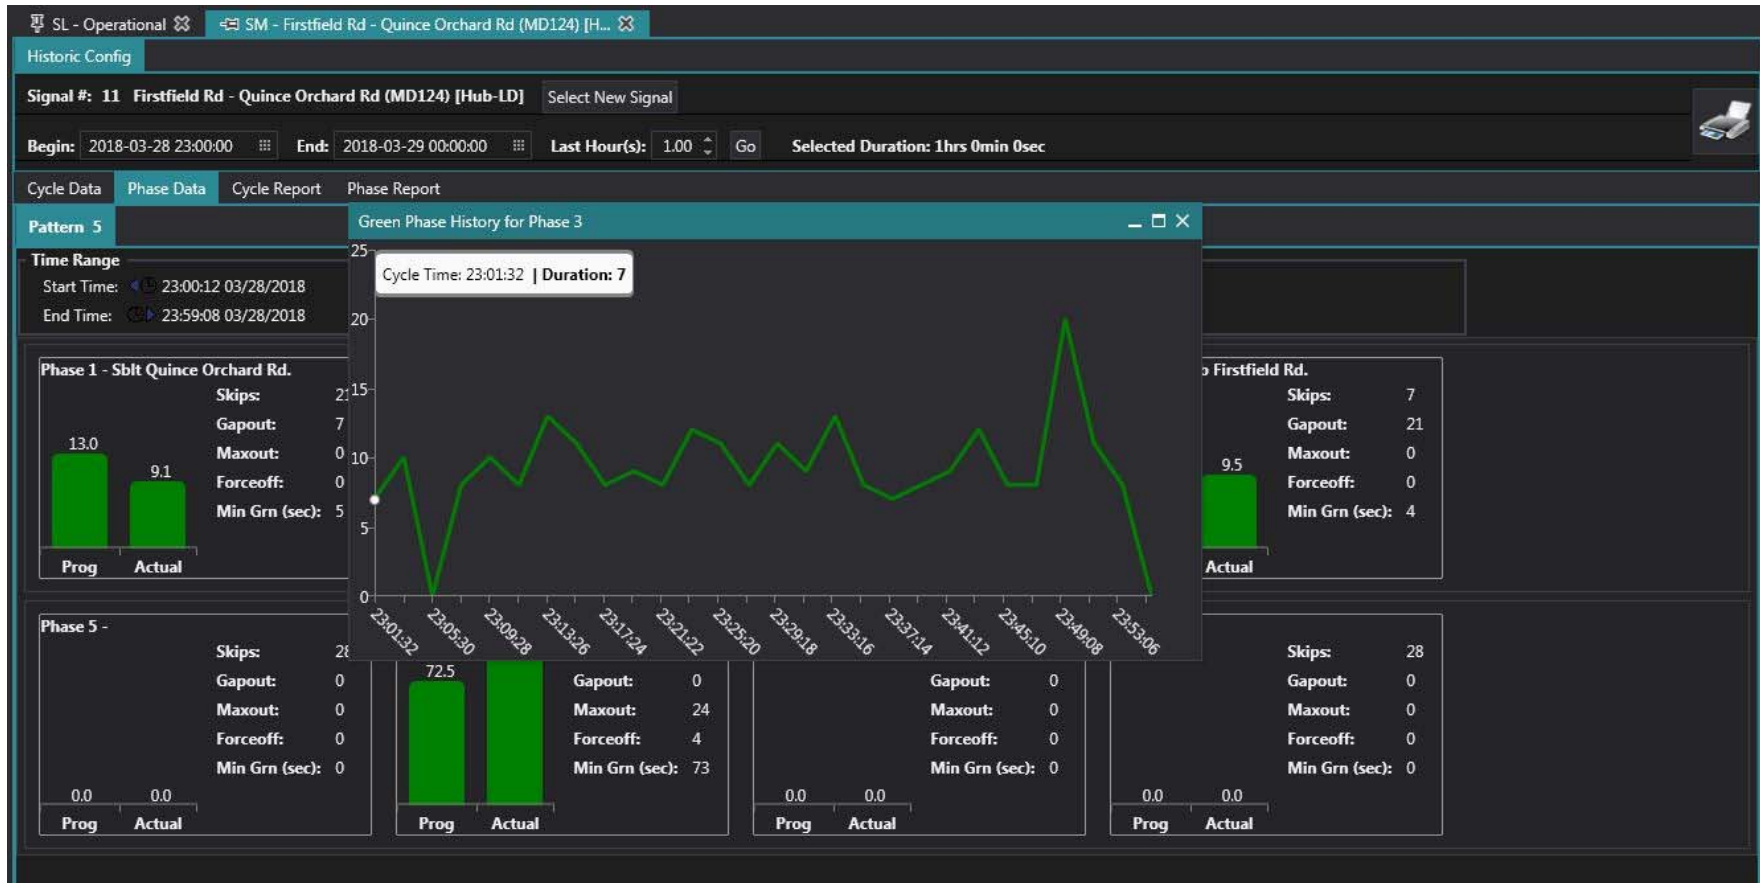 SL - Operational
SM - Firstfield Rd - Quince Orchard Rd (MD124) [H...
Historic Config
Signal #: 11 Firstfield Rd - Quince Orchard Rd (MD124) [Hub-LD] Select New Signal
Begin: 2018-03-28 23:00:00 End: 2018-03-29 00:00:00 Last Hour(s): 1.00 Go Selected Duration: 1hrs 0min 0sec
Cycle Data Phase Data Cycle Report Phase Report
Pattern 5
Time Range
Start Time: 23:00:12 03/28/2018
End Time: 23:59:08 03/28/2018
Green Phase History for Phase 3
Cycle Time: 23:01:32 | Duration: 7
25
20
15
10
5
0
23:01:32 23:05:30 23:09:28 23:13:26 23:17:24 23:21:22 23:25:20 23:29:18 23:33:16 23:37:14 23:41:12 23:45:10 23:49:08 23:53:06
Phase 1 - Sblt Quince Orchard Rd.
Skips: 21
Gapout: 7
Maxout: 0
Forceoff: 0
Min Grn (sec): 5
13.0 9.1
Prog Actual
Firstfield Rd.
Skips: 7
Gapout: 21
Maxout: 0
Forceoff: 0
Min Grn (sec): 4
9.5
Actual
Phase 5 -
Skips: 28
Gapout: 0
Maxout: 0
Forceoff: 0
Min Grn (sec): 0
0.0 0.0
Prog Actual
72.5
Gapout: 0
Maxout: 24
Forceoff: 4
Min Grn (sec): 73
Prog Actual
Gapout: 0
Maxout: 0
Forceoff: 0
Min Grn (sec): 0
0.0 0.0
Prog Actual
Skips: 28
Gapout: 0
Maxout: 0
Forceoff: 0
Min Grn (sec): 0
0.0 0.0
Prog Actual